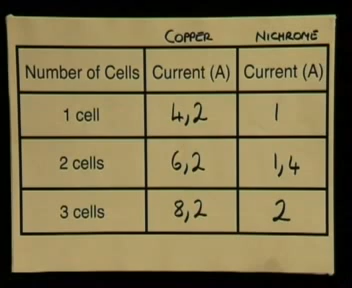 COPPER NICHROME
Number of Cells Current (A) Current (A)
1 cell 4,2 1
2 cells 6,2 1,4
3 cells 8,2 2